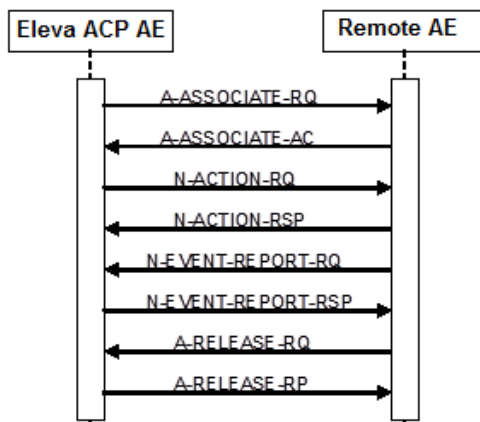 Eleva ACP AE
Remote AE
A-ASSOCIATE-RQ
A-ASSOCIATE-AC
N-ACTION-RQ
N-ACTION-RSP
N-EVENT-REPORT-RQ
N-EVENT-REPORT-RSP
A-RELEASE-RQ
A-RELEASE-RP